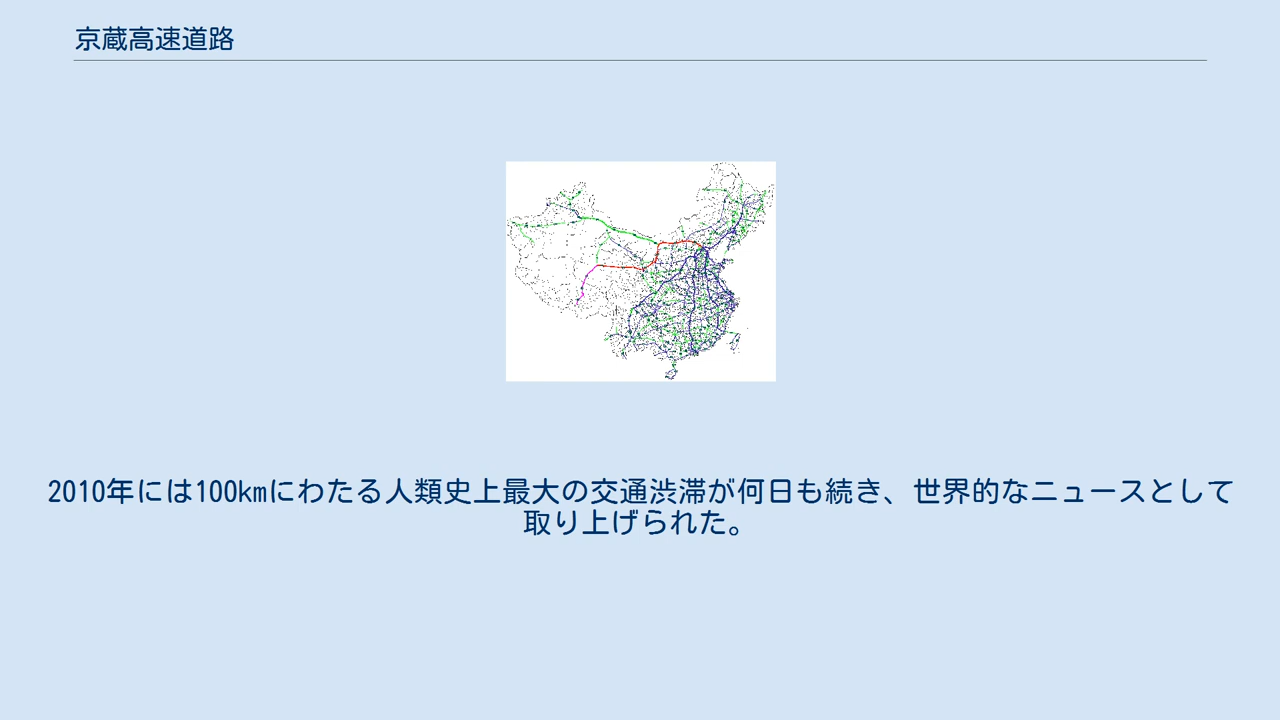 京蔵高速道路
2010年には100kmにわたる人類史上最大の交通渋滞が何日も続き、世界的なニュースとして
取り上げられた。